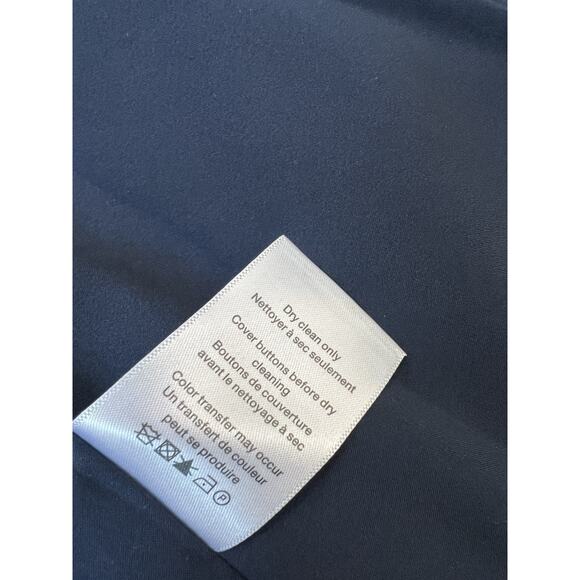 Dry clean only
Nettoyer à sec seulement
Cover buttons before dry
cleaning
Boutons de couverture
avant le nettoyage à sec
Color transfer may occur
Un transfert de couleur
peut se produire
P